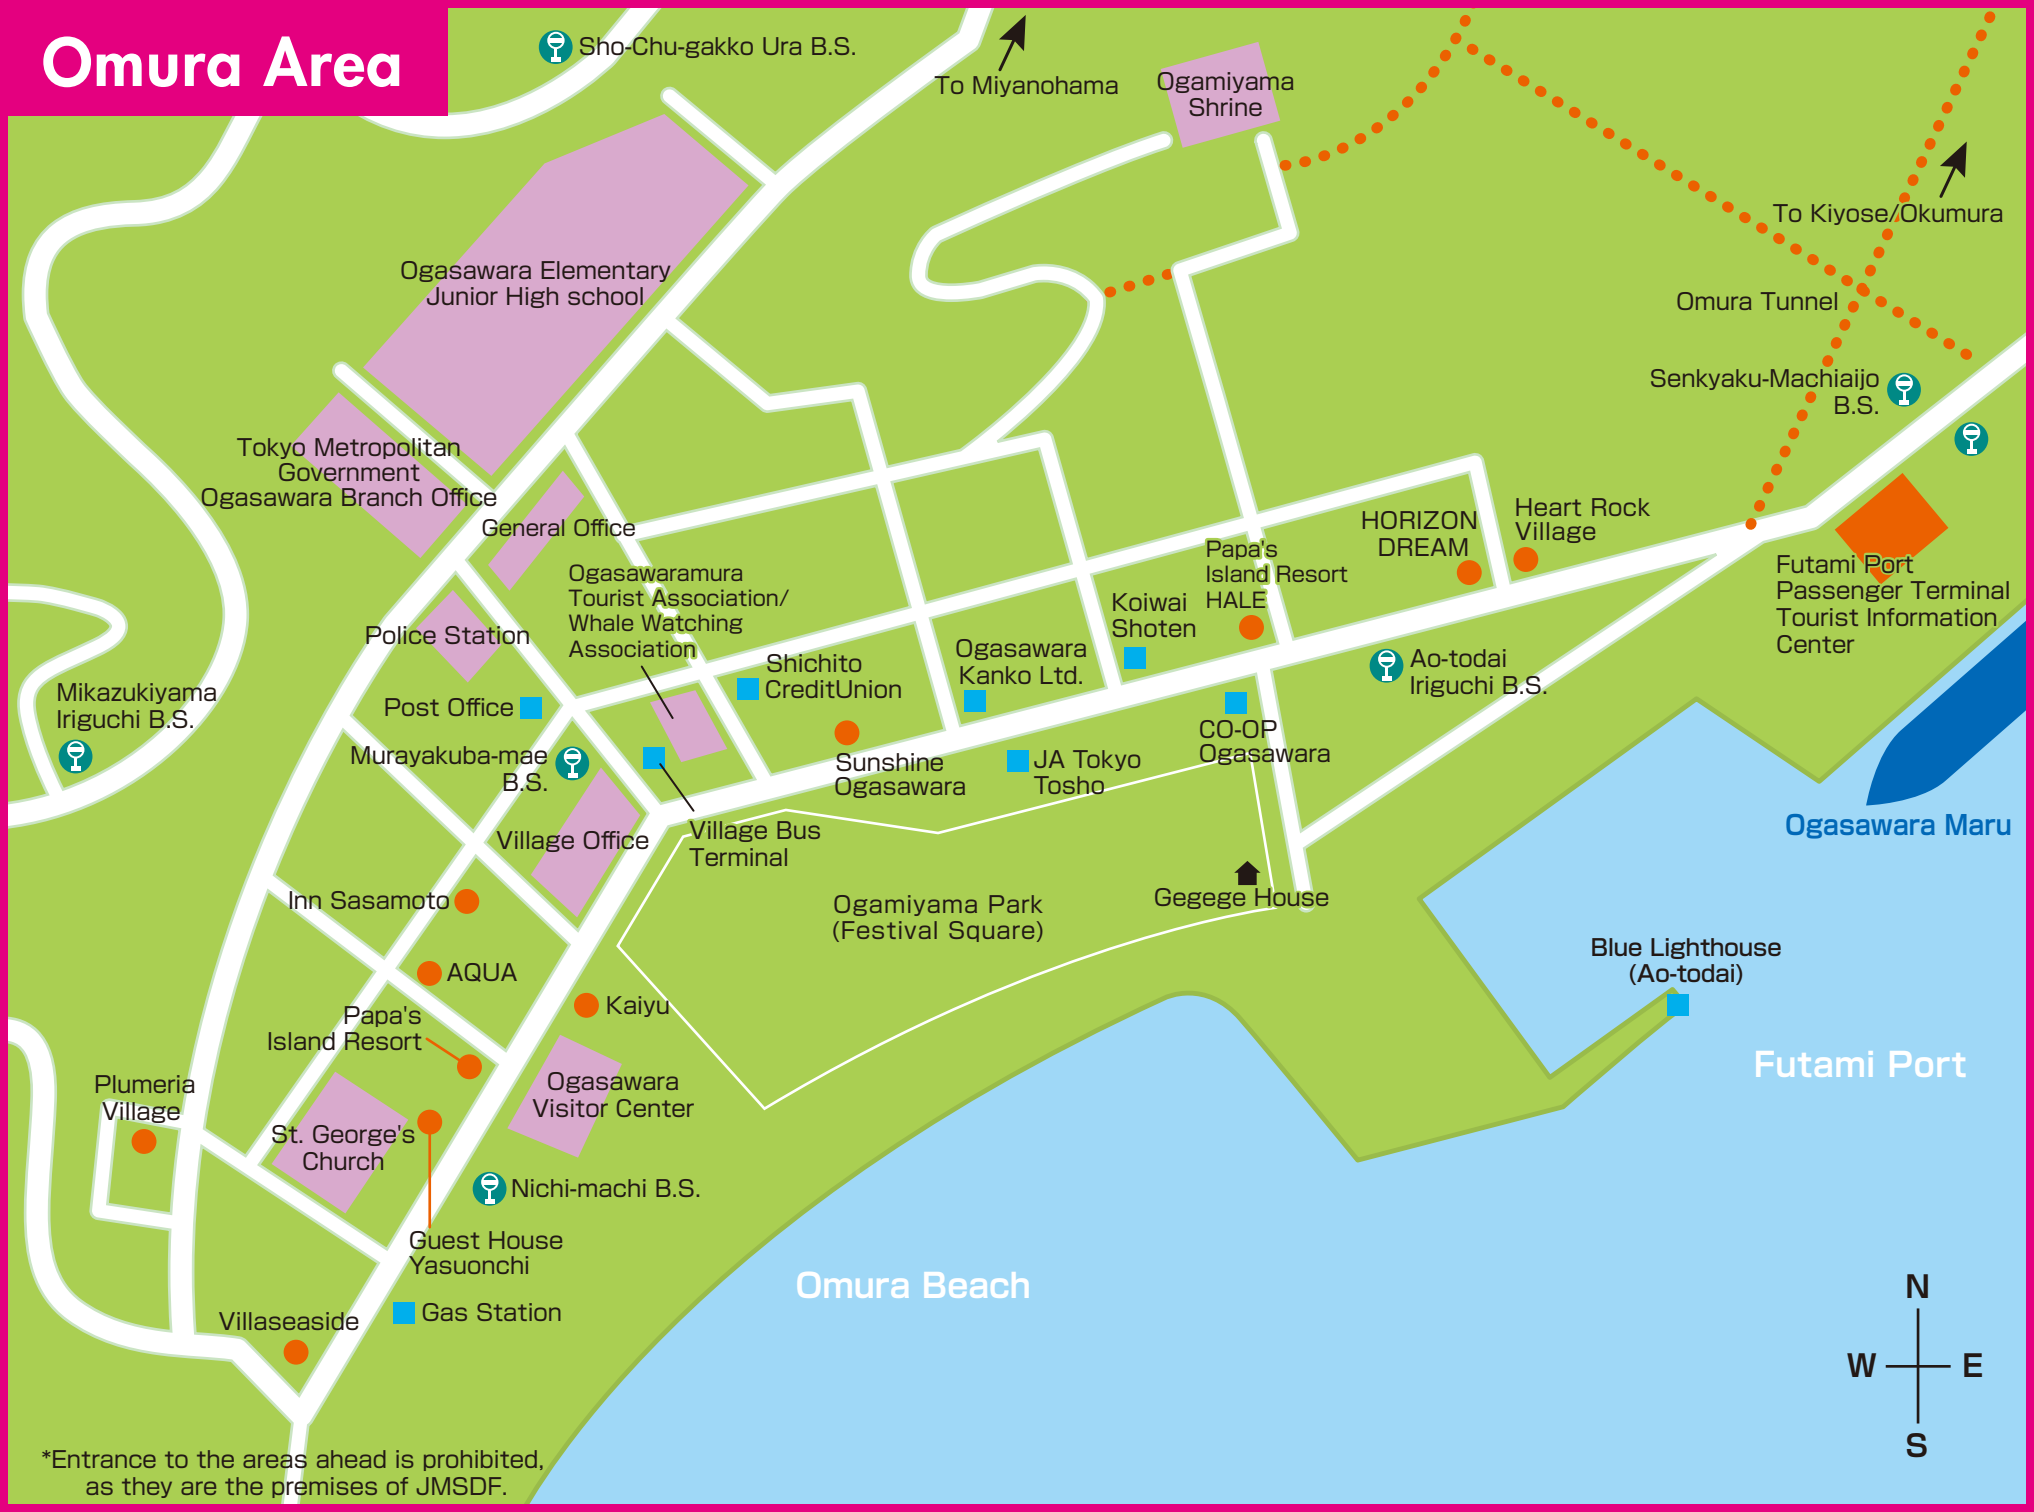 Omura Area
Sho-Chu-gakko Ura B.S.
To Miyanohama
Ogamiyama
Shrine
To Kiyose/Okumura
Ogasawara Elementary
Junior High school
Omura Tunnel
Senkyaku-Machiaijo
B.S.
Tokyo Metropolitan
Government
Ogasawara Branch Office
General Office
HORIZON
DREAM
Heart Rock
Village
Papa's
Island Resort
HALE
Futami Port
Passenger Terminal
Tourist Information
Center
Ogasawaramura
Tourist Association/
Whale Watching
Association
Koiwai
Shoten
Police Station
Ogasawara
Kanko Ltd.
Shichito
CreditUnion
Ao-todai
Iriguchi B.S.
Mikazukiyama
Iriguchi B.S.
Post Office
CO-OP
Ogasawara
Murayakuba-mae
B.S.
Sunshine
Ogasawara
JA Tokyo
Tosho
Village Bus
Terminal
Village Office
Ogasawara Maru
Inn Sasamoto
Ogamiyama Park
(Festival Square)
Gegege House
Blue Lighthouse
(Ao-todai)
AQUA
Kaiyu
Papa's
Island Resort
Futami Port
Plumeria
Village
Ogasawara
Visitor Center
St. George's
Church
Nichi-machi B.S.
Guest House
Yasuonchi
Omura Beach
Gas Station
Villaseaside
N
W
E
S
*Entrance to the areas ahead is prohibited,
as they are the premises of JMSDF.